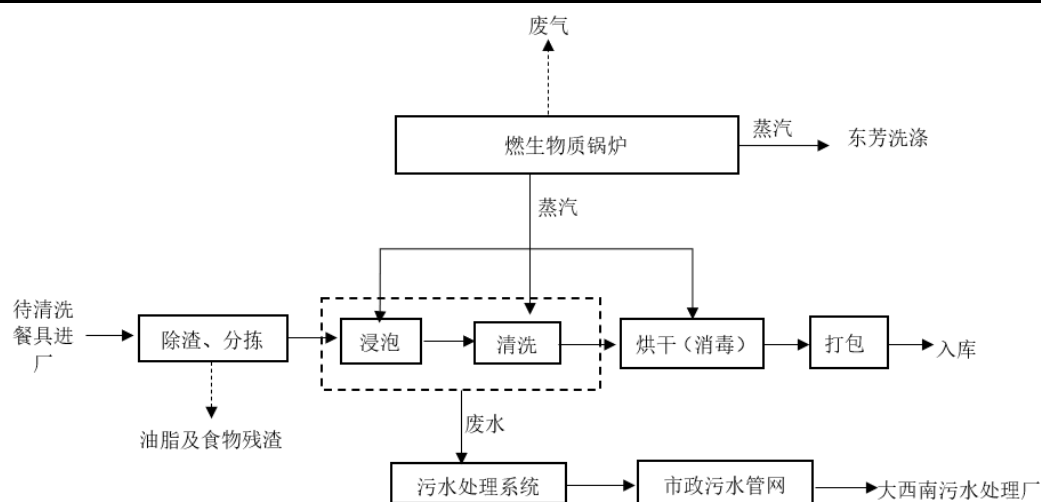 废气
燃生物质锅炉
蒸汽
东芳洗涤
蒸汽
待清洗
餐具进
厂
除渣、分拣
浸泡
清洗
烘干（消毒）
打包
入库
油脂及食物残渣
废水
污水处理系统
市政污水管网
大西南污水处理厂